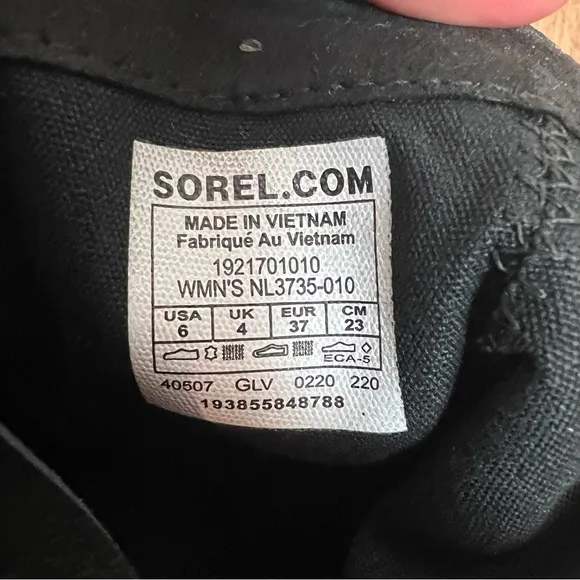 SOREL.COM
MADE IN VIETNAM
Fabriqué Au Vietnam
1921701010
WMN'S NL3735-010
USA UK EUR CM
6 4 37 23
ECA-5
40507 GLV 0220 220
193855848788